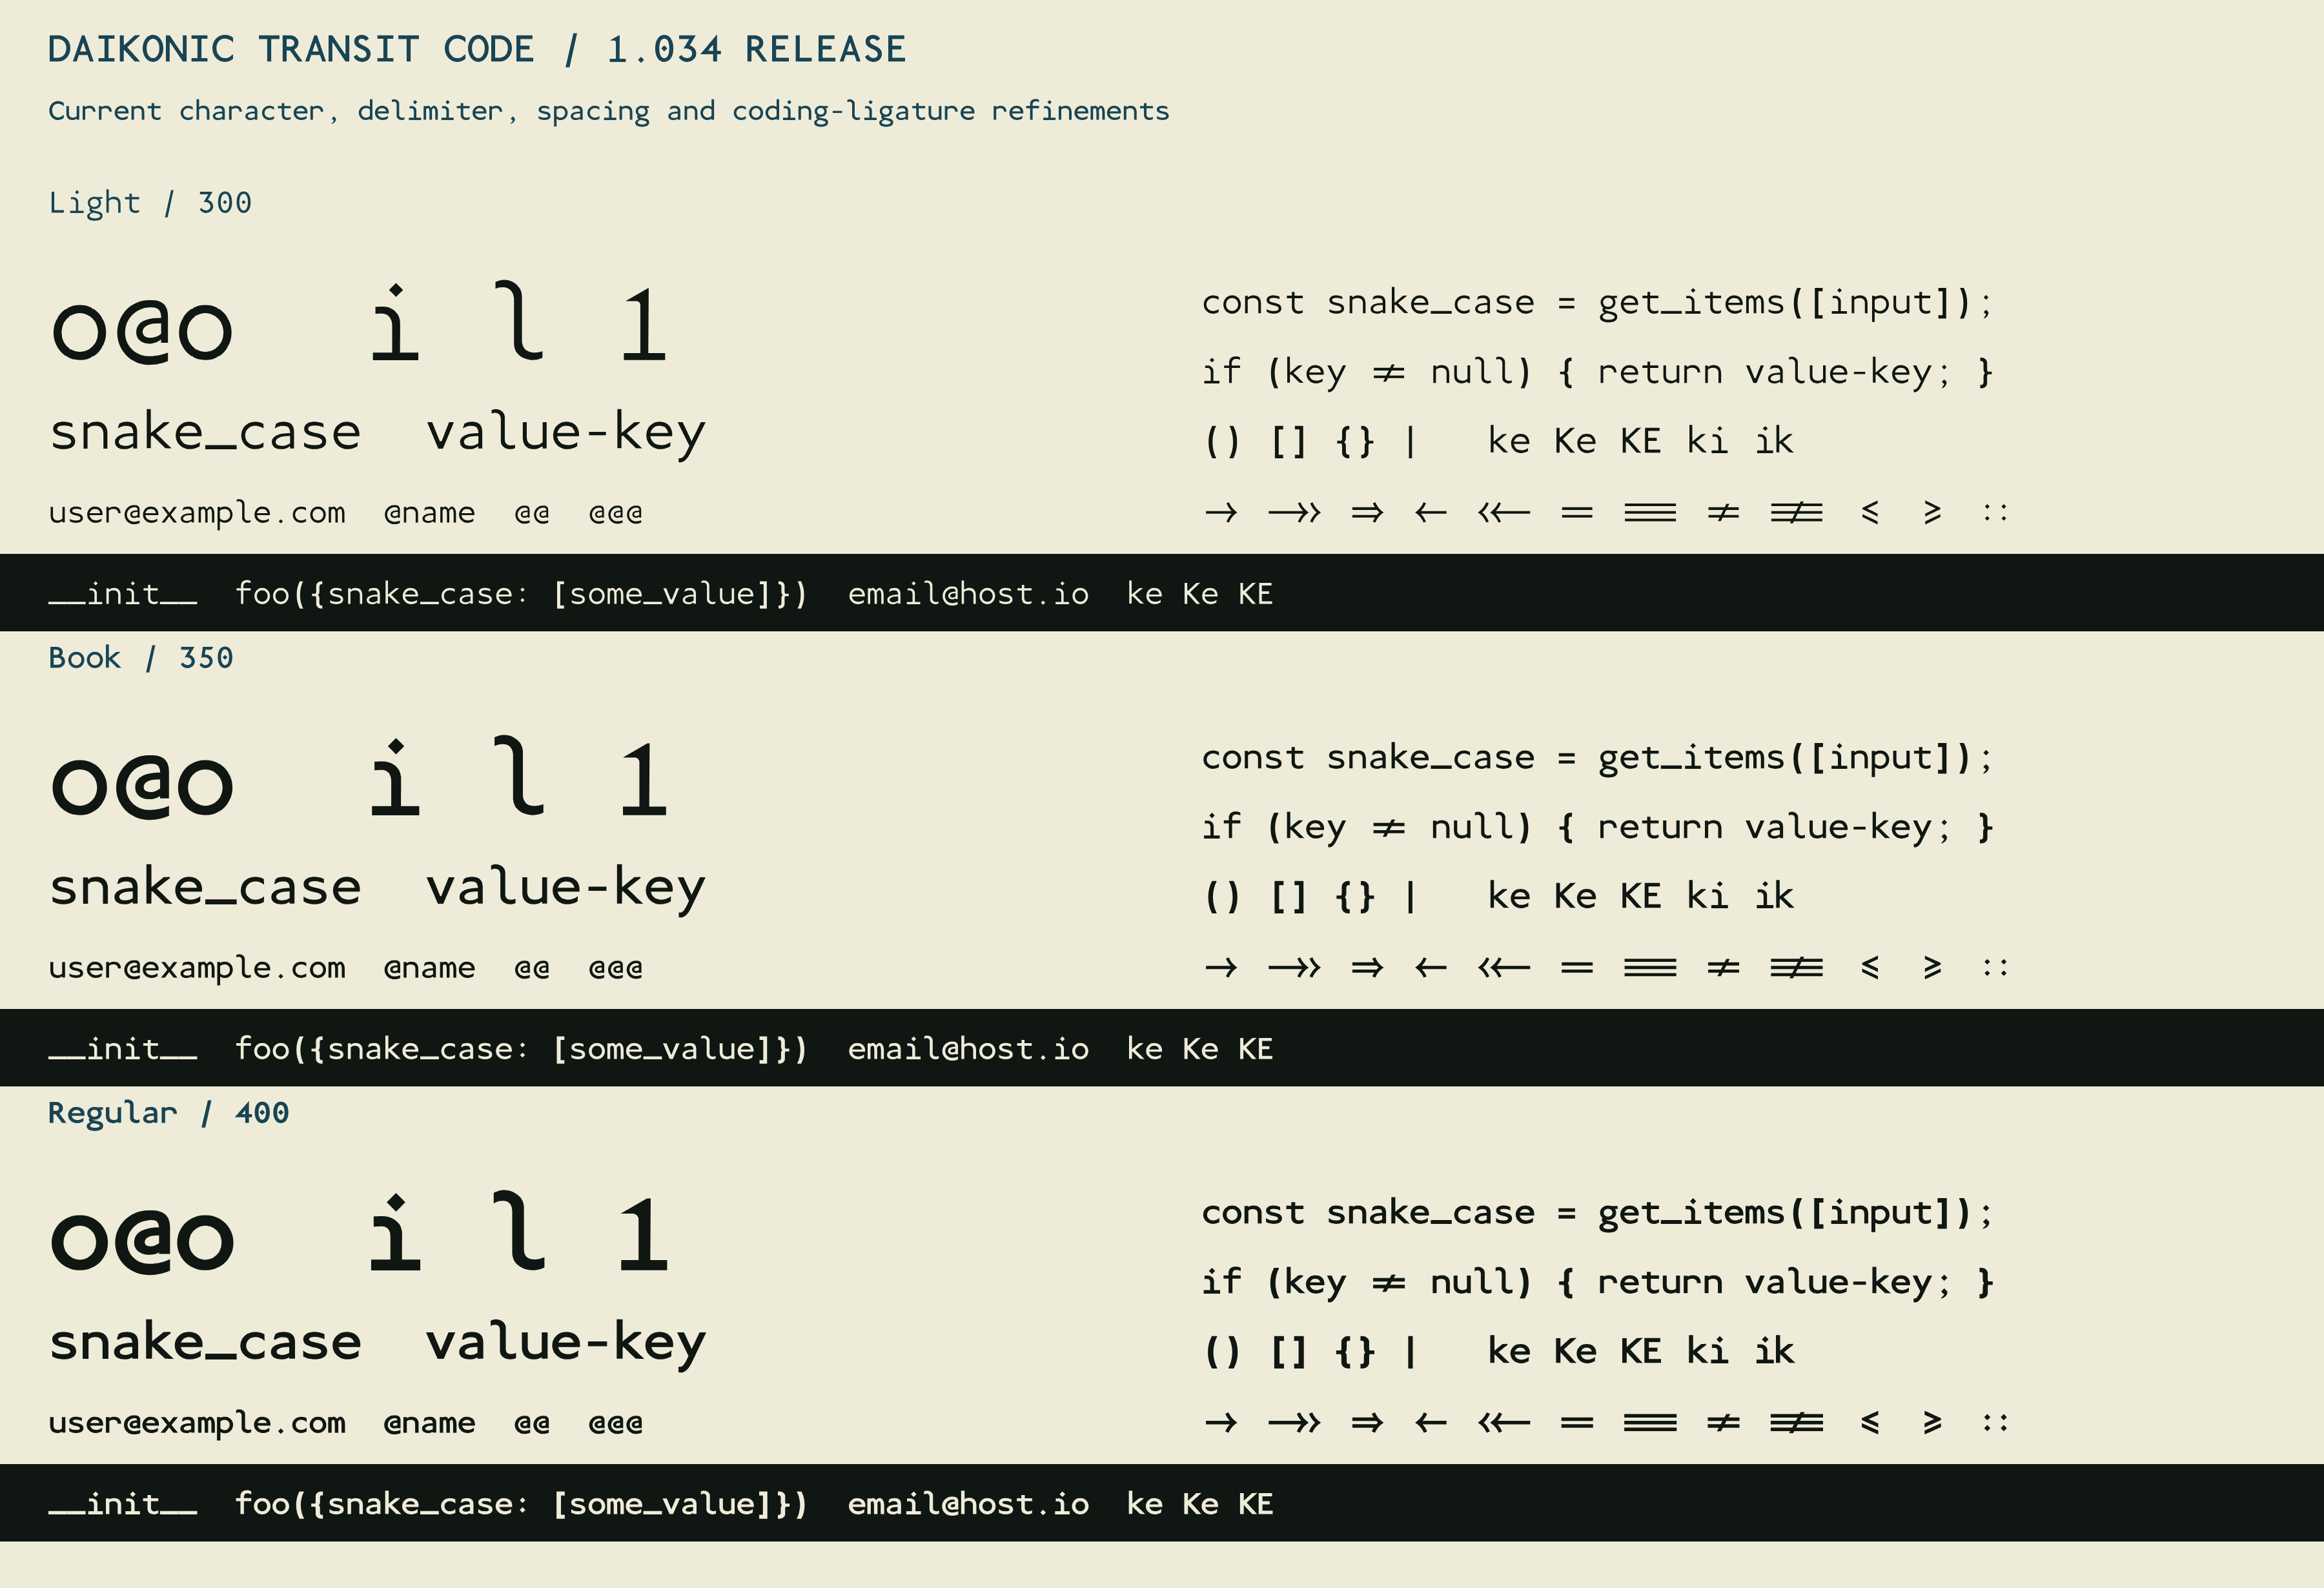 DAIKONIC TRANSIT CODE / 1.034 RELEASE
Current character, delimiter, spacing and coding-ligature refinements
Light / 300
o@o i l 1
snake_case value-key
user@example.com @name @@ @@@
const snake_case = get_items([input]);
if (key ≠ null) { return value-key; }
() [] {} | ke Ke KE ki ik
→ ↠ ⇒ ← ↞ = ≡ ≠ ≢ ⩽ ⩾ ::
__init__ foo({snake_case: [some_value]}) email@host.io ke Ke KE
Book / 350
o@o i l 1
snake_case value-key
user@example.com @name @@ @@@
const snake_case = get_items([input]);
if (key ≠ null) { return value-key; }
() [] {} | ke Ke KE ki ik
→ ↠ ⇒ ← ↞ = ≡ ≠ ≢ ⩽ ⩾ ::
__init__ foo({snake_case: [some_value]}) email@host.io ke Ke KE
Regular / 400
o@o i l 1
snake_case value-key
user@example.com @name @@ @@@
const snake_case = get_items([input]);
if (key ≠ null) { return value-key; }
() [] {} | ke Ke KE ki ik
→ ↠ ⇒ ← ↞ = ≡ ≠ ≢ ⩽ ⩾ ::
__init__ foo({snake_case: [some_value]}) email@host.io ke Ke KE